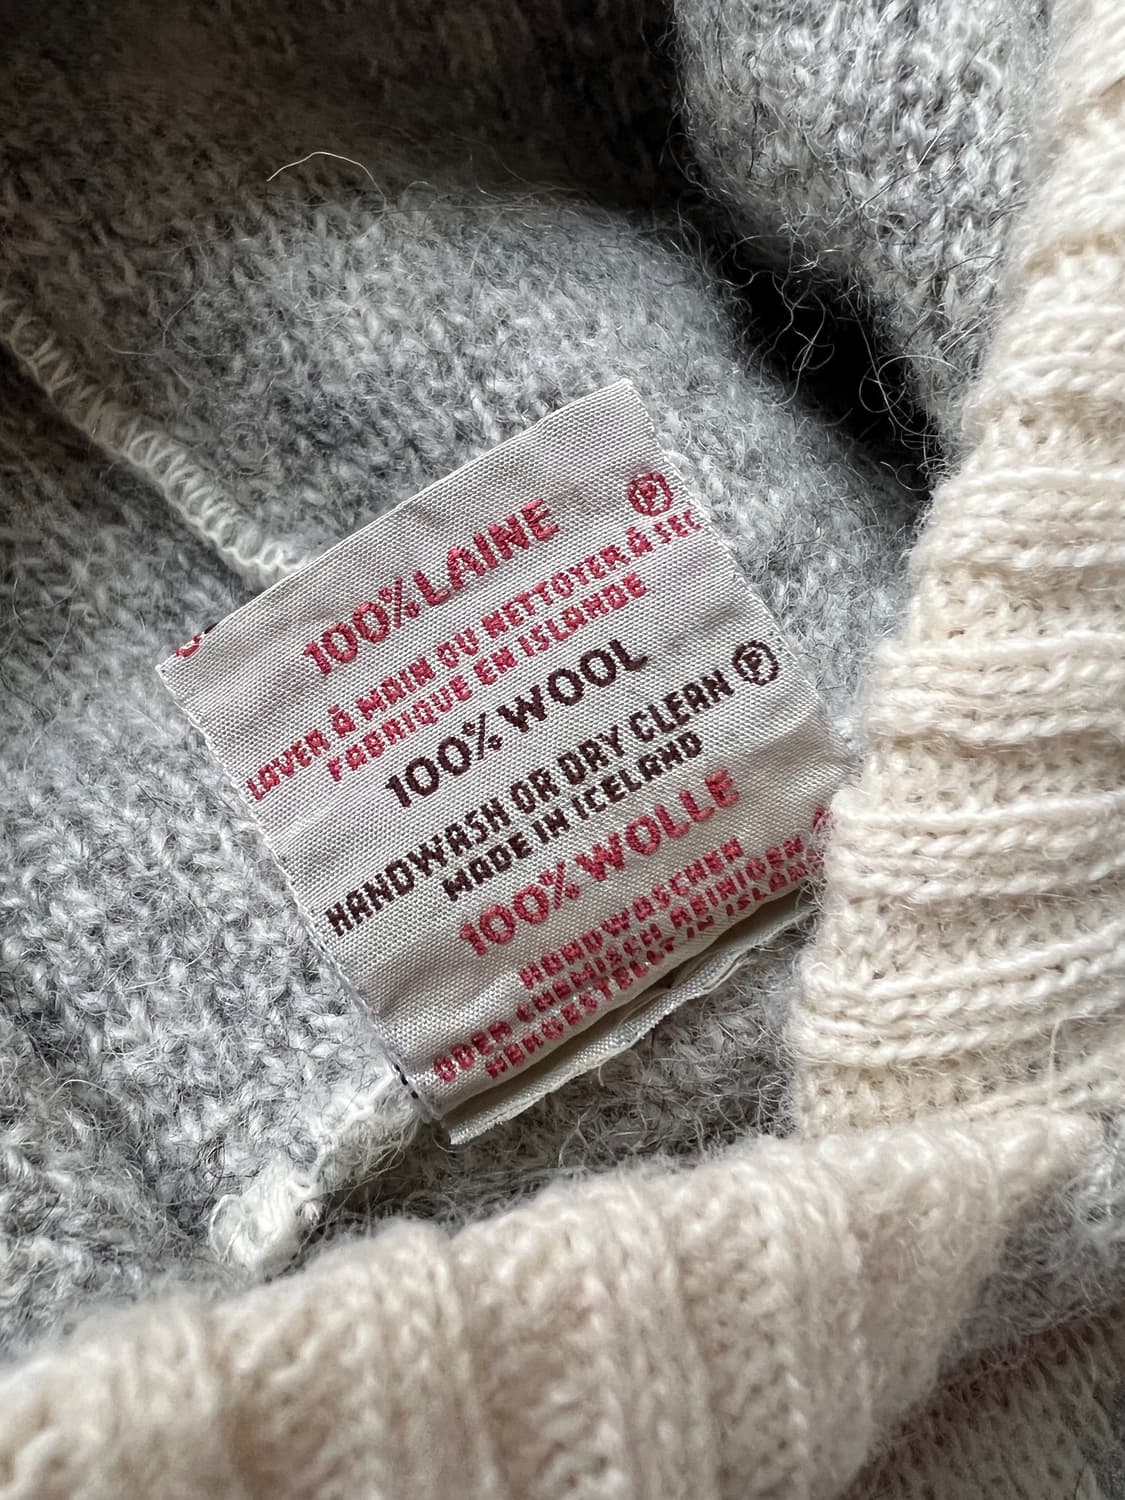 100% LAINE Ⓟ
LAVER À MAIN OU NETTOYER À SEC
FABRIQUE EN ISLANDE
100% WOOL
HANDWASH OR DRY CLEAN Ⓟ
MADE IN ICELAND
100% WOLLE
HANDWASCHEN
ODER CHEMISCH REINIGEN
HERGESTELLT IN ISLAND